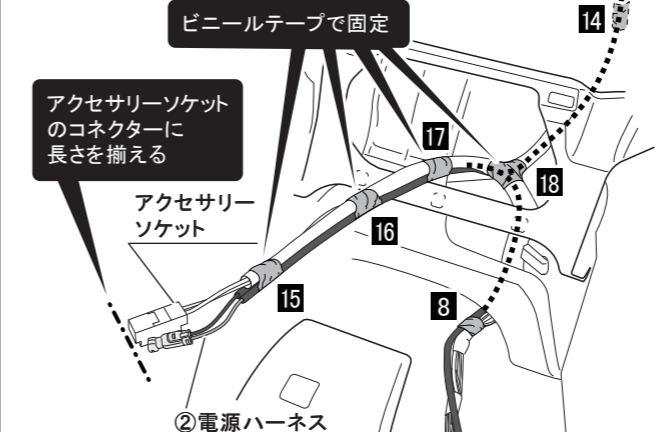 ビニールテープで固定
14
アクセサリーソケット
のコネクターに
長さを揃える
17
18
アクセサリー
ソケット
16
15
8
②電源ハーネス